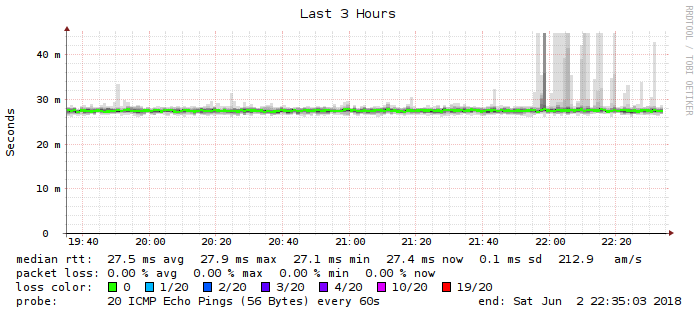 Last 3 Hours
RRDTOOL / TOBI OETIKER
Seconds
40 m
30 m
20 m
10 m
0
19:40 20:00 20:20 20:40 21:00 21:20 21:40 22:00 22:20
median rtt: 27.5 ms avg 27.9 ms max 27.1 ms min 27.4 ms now 0.1 ms sd 212.9 am/s
packet loss: 0.00 % avg 0.00 % max 0.00 % min 0.00 % now
loss color: 0 1/20 2/20 3/20 4/20 10/20 19/20
probe: 20 ICMP Echo Pings (56 Bytes) every 60s end: Sat Jun 2 22:35:03 2018